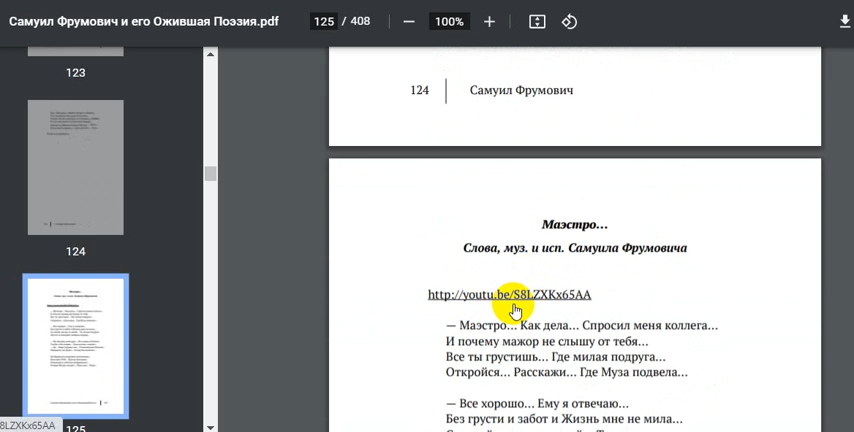 Самуил Фрумович и его Ожившая Поэзия.pdf
125 / 408
100%
123
124
125
124 Самуил Фрумович
Маэстро...
Слова, муз. и исп. Самуила Фрумовича
http://youtu.be/S8LZXKx65AA
— Маэстро... Как дела... Спросил меня коллега...
И почему мажор не слышу от тебя...
Все ты грустишь... Где милая подруга...
Откройся... Расскажи... Где Муза подвела...
— Все хорошо... Ему я отвечаю...
Без грусти и забот и Жизнь мне не мила...
8LZXKx65AA